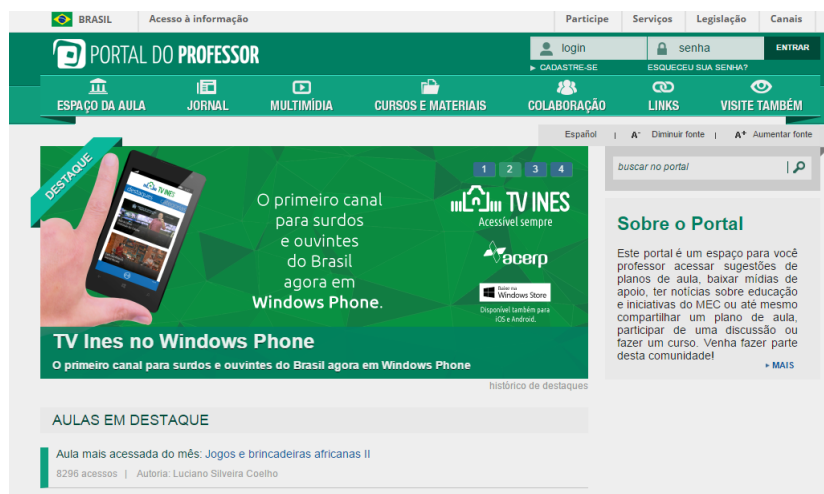 BRASIL Acesso à informação Participe Serviços Legislação Canais
PORTAL DO PROFESSOR
login senha ENTRAR
► CADASTRE-SE ESQUECEU SUA SENHA?
ESPAÇO DA AULA JORNAL MULTIMÍDIA CURSOS E MATERIAIS COLABORAÇÃO LINKS VISITE TAMBÉM
Español | A- Diminuir fonte | A+ Aumentar fonte
DESTAQUE
TV INES
destaques
1 2 3 4
O primeiro canal
para surdos
e ouvintes
do Brasil
agora em
Windows Phone.
TV INES
Acessível sempre
acerp
Baixe na
Windows Store
Disponível também para
iOS e Android.
TV Ines no Windows Phone
O primeiro canal para surdos e ouvintes do Brasil agora em Windows Phone
histórico de destaques
buscar no portal
Sobre o Portal
Este portal é um espaço para você
professor acessar sugestões de
planos de aula, baixar mídias de
apoio, ter notícias sobre educação
e iniciativas do MEC ou até mesmo
compartilhar um plano de aula,
participar de uma discussão ou
fazer um curso. Venha fazer parte
desta comunidade!
▸ MAIS
AULAS EM DESTAQUE
Aula mais acessada do mês: Jogos e brincadeiras africanas II
8296 acessos | Autoria: Luciano Silveira Coelho